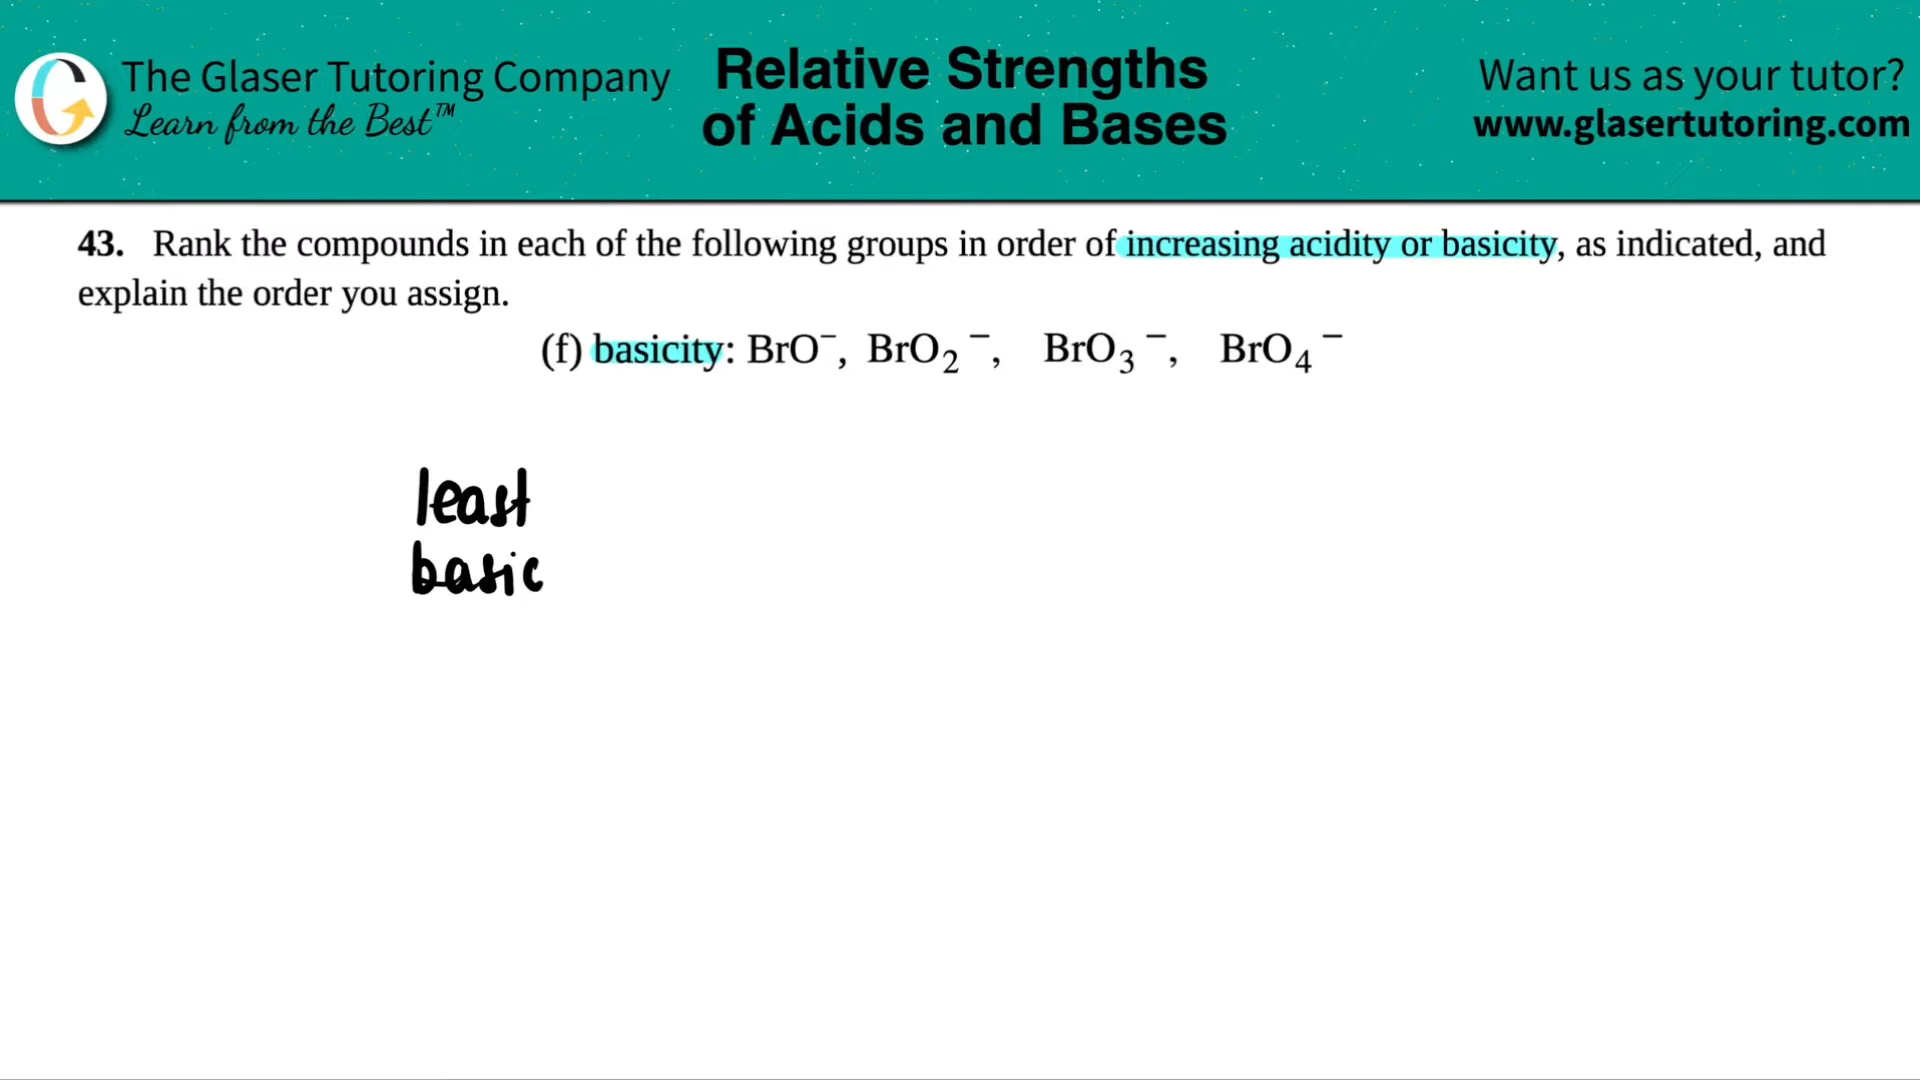 The Glaser Tutoring Company
Learn from the Best™
Relative Strengths
of Acids and Bases
Want us as your tutor?
www.glasertutoring.com
43. Rank the compounds in each of the following groups in order of increasing acidity or basicity, as indicated, and
explain the order you assign.
(f) basicity: BrO⁻, BrO₂⁻, BrO₃⁻, BrO₄⁻
least
basic